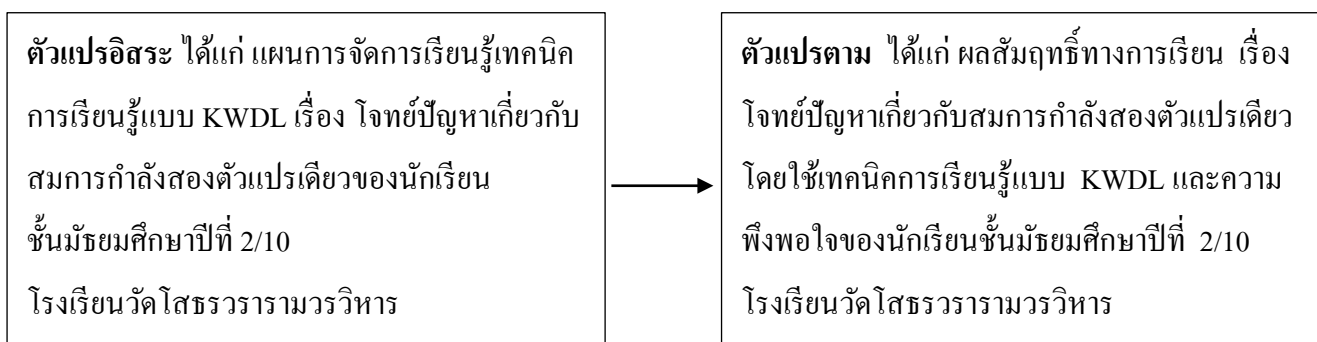 ตัวแปรอิสระ ได้แก่ แผนการจัดการเรียนรู้เทคนิค
การเรียนรู้แบบ KWDL เรื่อง โจทย์ปัญหาเกี่ยวกับ
สมการกำลังสองตัวแปรเดียวของนักเรียน
ชั้นมัธยมศึกษาปีที่ 2/10
โรงเรียนวัดโสธรวรารามวรวิหาร
ตัวแปรตาม ได้แก่ ผลสัมฤทธิ์ทางการเรียน เรื่อง
โจทย์ปัญหาเกี่ยวกับสมการกำลังสองตัวแปรเดียว
โดยใช้เทคนิคการเรียนรู้แบบ KWDL และความ
พึงพอใจของนักเรียนชั้นมัธยมศึกษาปีที่ 2/10
โรงเรียนวัดโสธรวรารามวรวิหาร